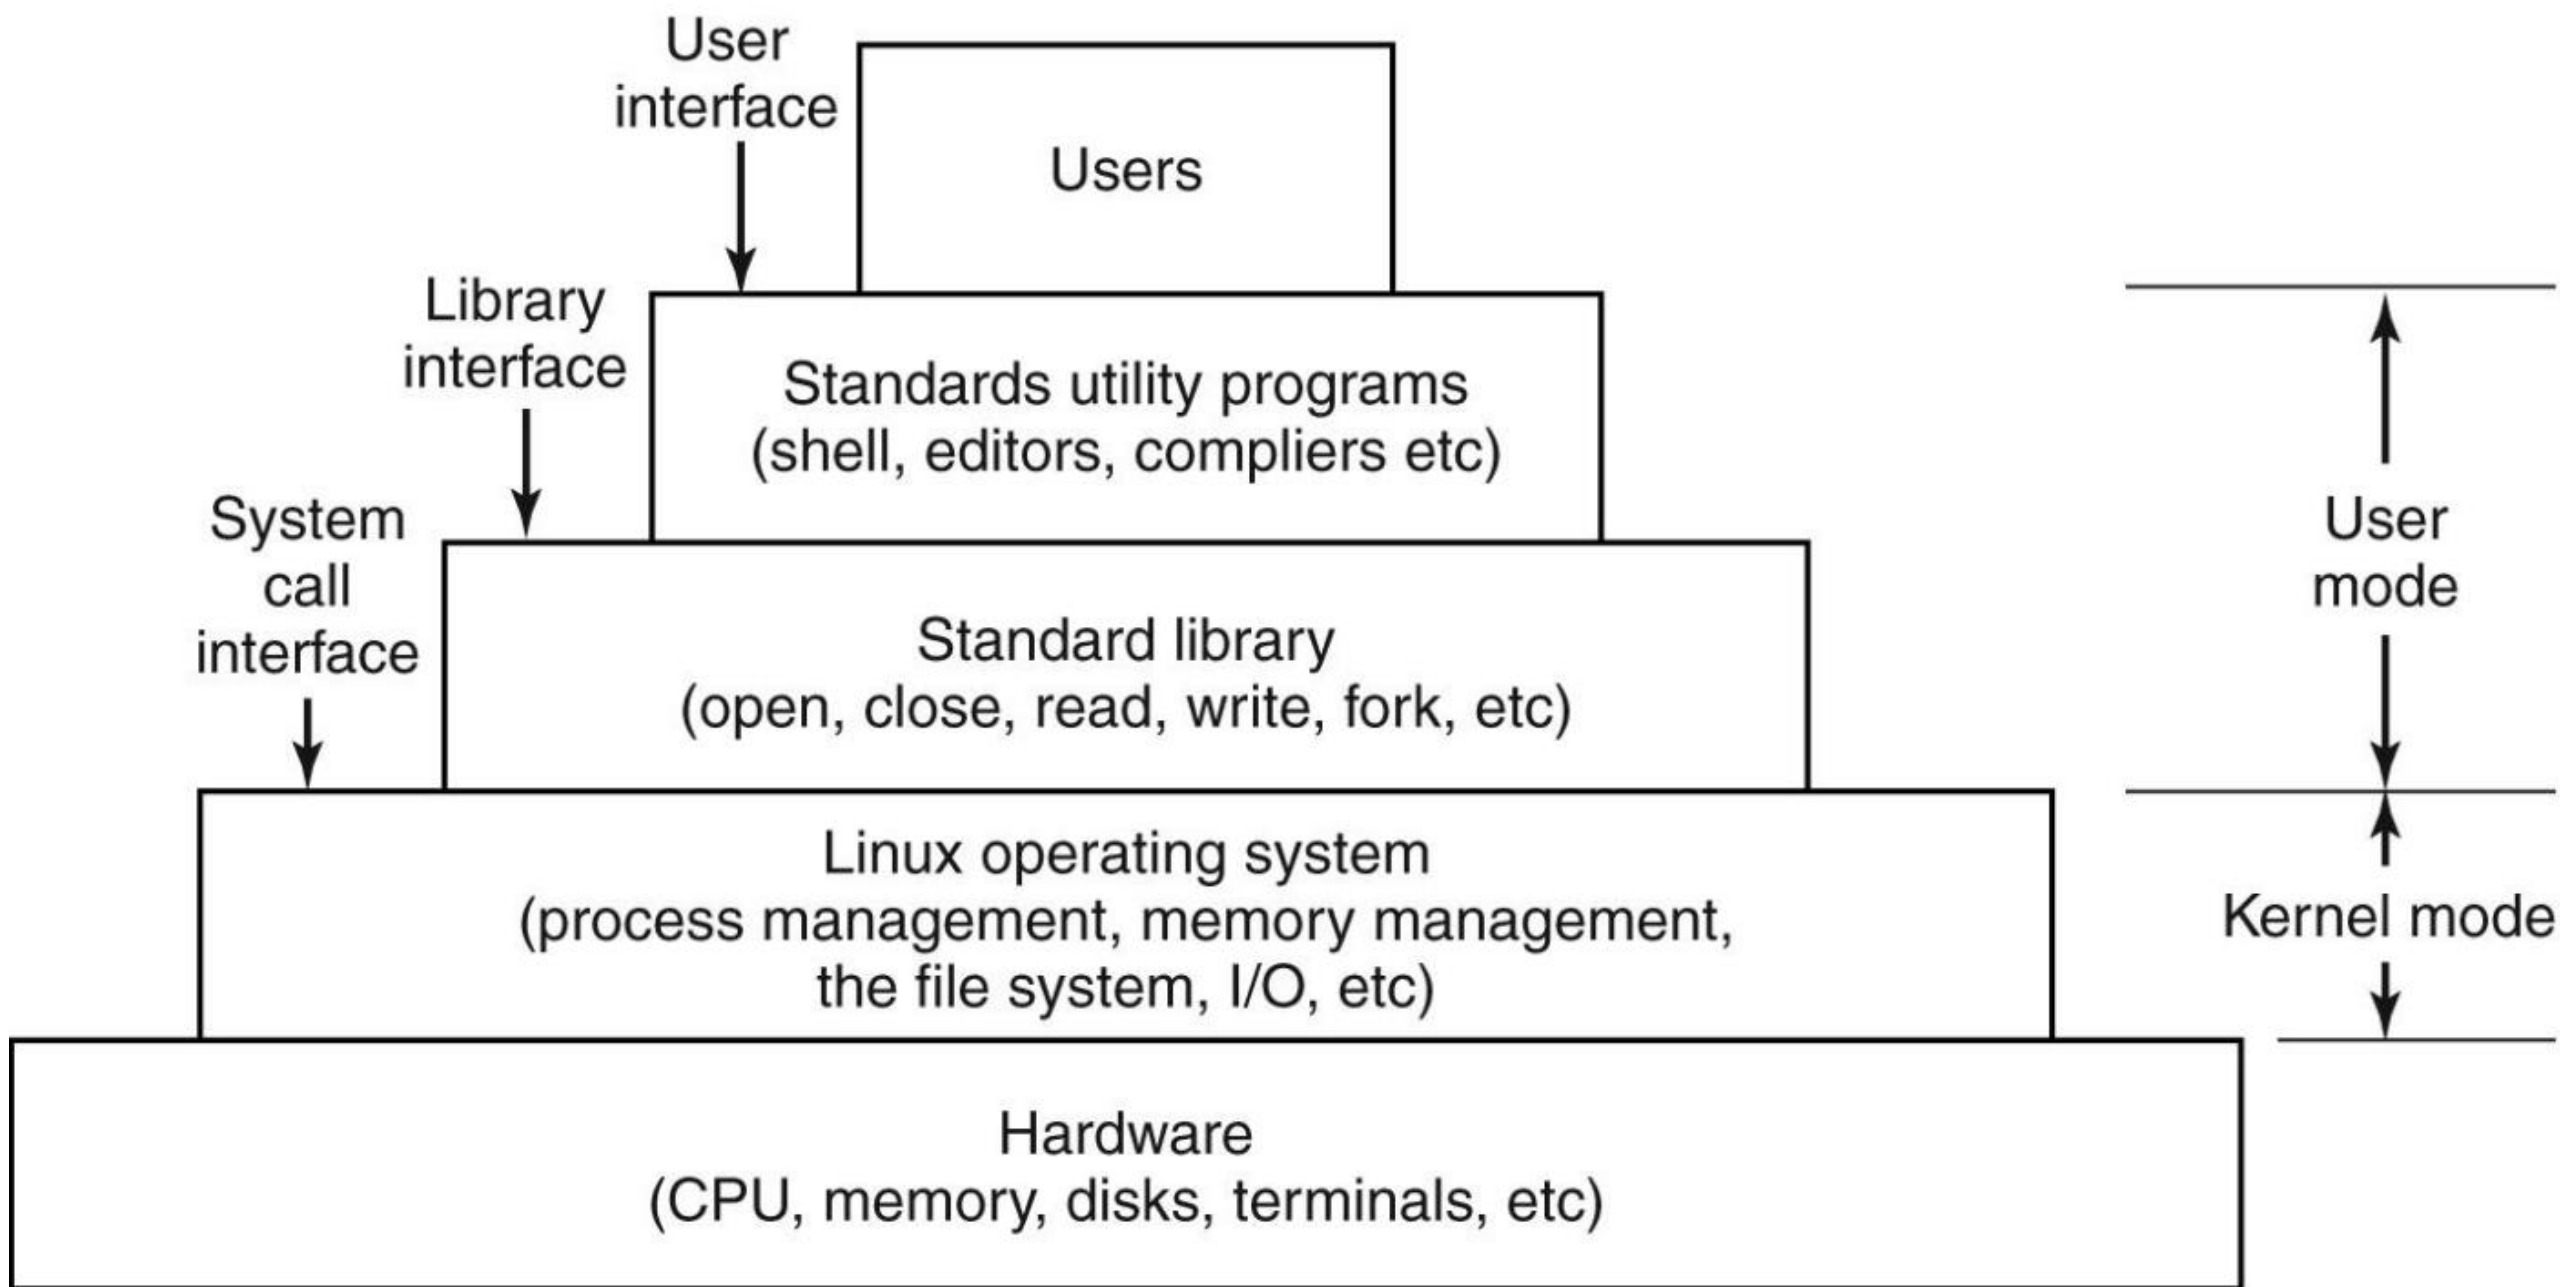 User
interface
Users
Library
interface
Standards utility programs
(shell, editors, compliers etc)
System
call
interface
User
mode
Standard library
(open, close, read, write, fork, etc)
Linux operating system
(process management, memory management,
the file system, I/O, etc)
Kernel mode
Hardware
(CPU, memory, disks, terminals, etc)